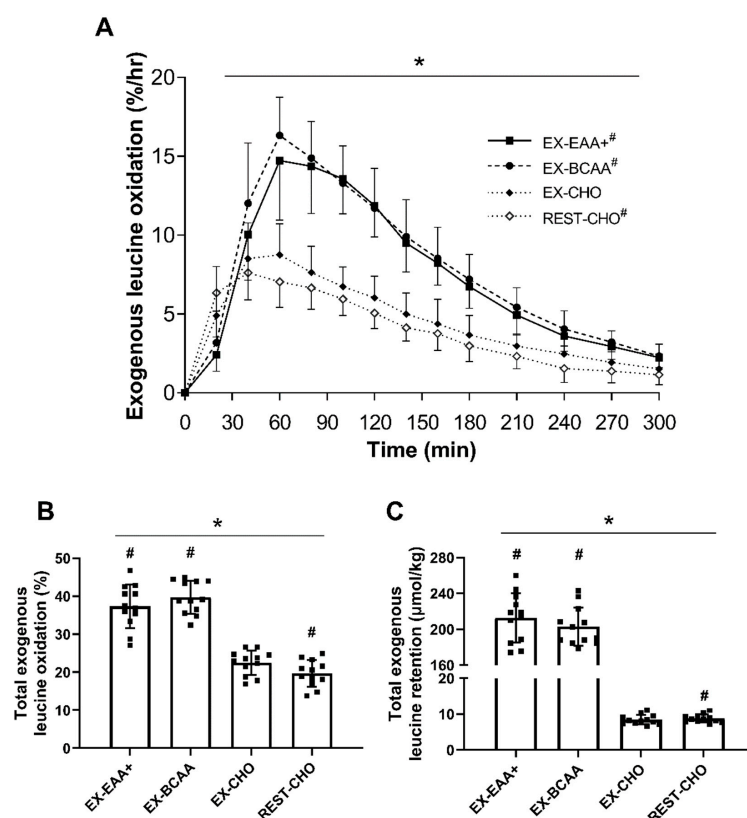 A
*
Exogenous leucine oxidation (%/hr)
20
15
10
5
0
EX-EAA+#
EX-BCAA#
EX-CHO
REST-CHO#
0 30 60 90 120 150 180 210 240 270 300
Time (min)
B
*
Total exogenous
leucine oxidation (%)
50
40
30
20
10
0
# # #
EX-EAA+ EX-BCAA EX-CHO REST-CHO
C
*
Total exogenous
leucine retention (µmol/kg)
280
240
200
160
20
10
0
# # #
EX-EAA+ EX-BCAA EX-CHO REST-CHO